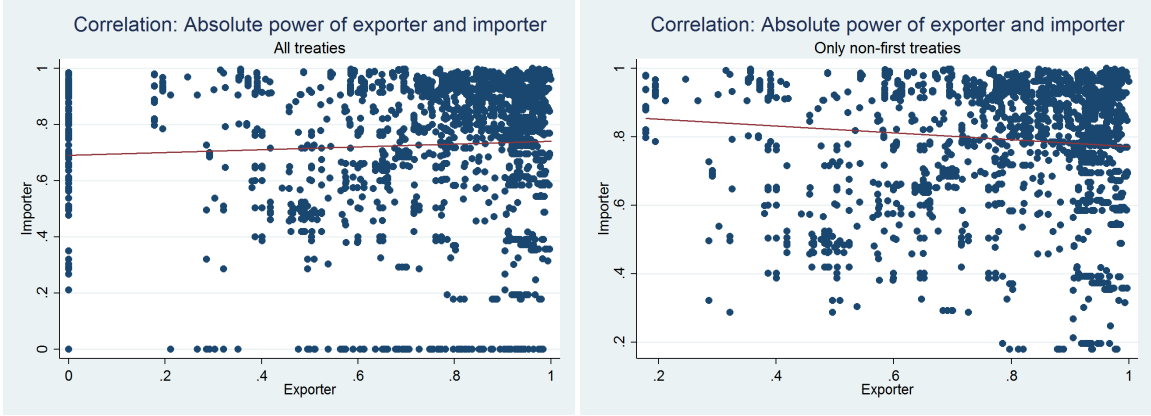 Correlation: Absolute power of exporter and importer
All treaties
Importer
1
.8
.6
.4
.2
0
0 .2 .4 .6 .8 1
Exporter
Correlation: Absolute power of exporter and importer
Only non-first treaties
Importer
1
.8
.6
.4
.2
.2 .4 .6 .8 1
Exporter